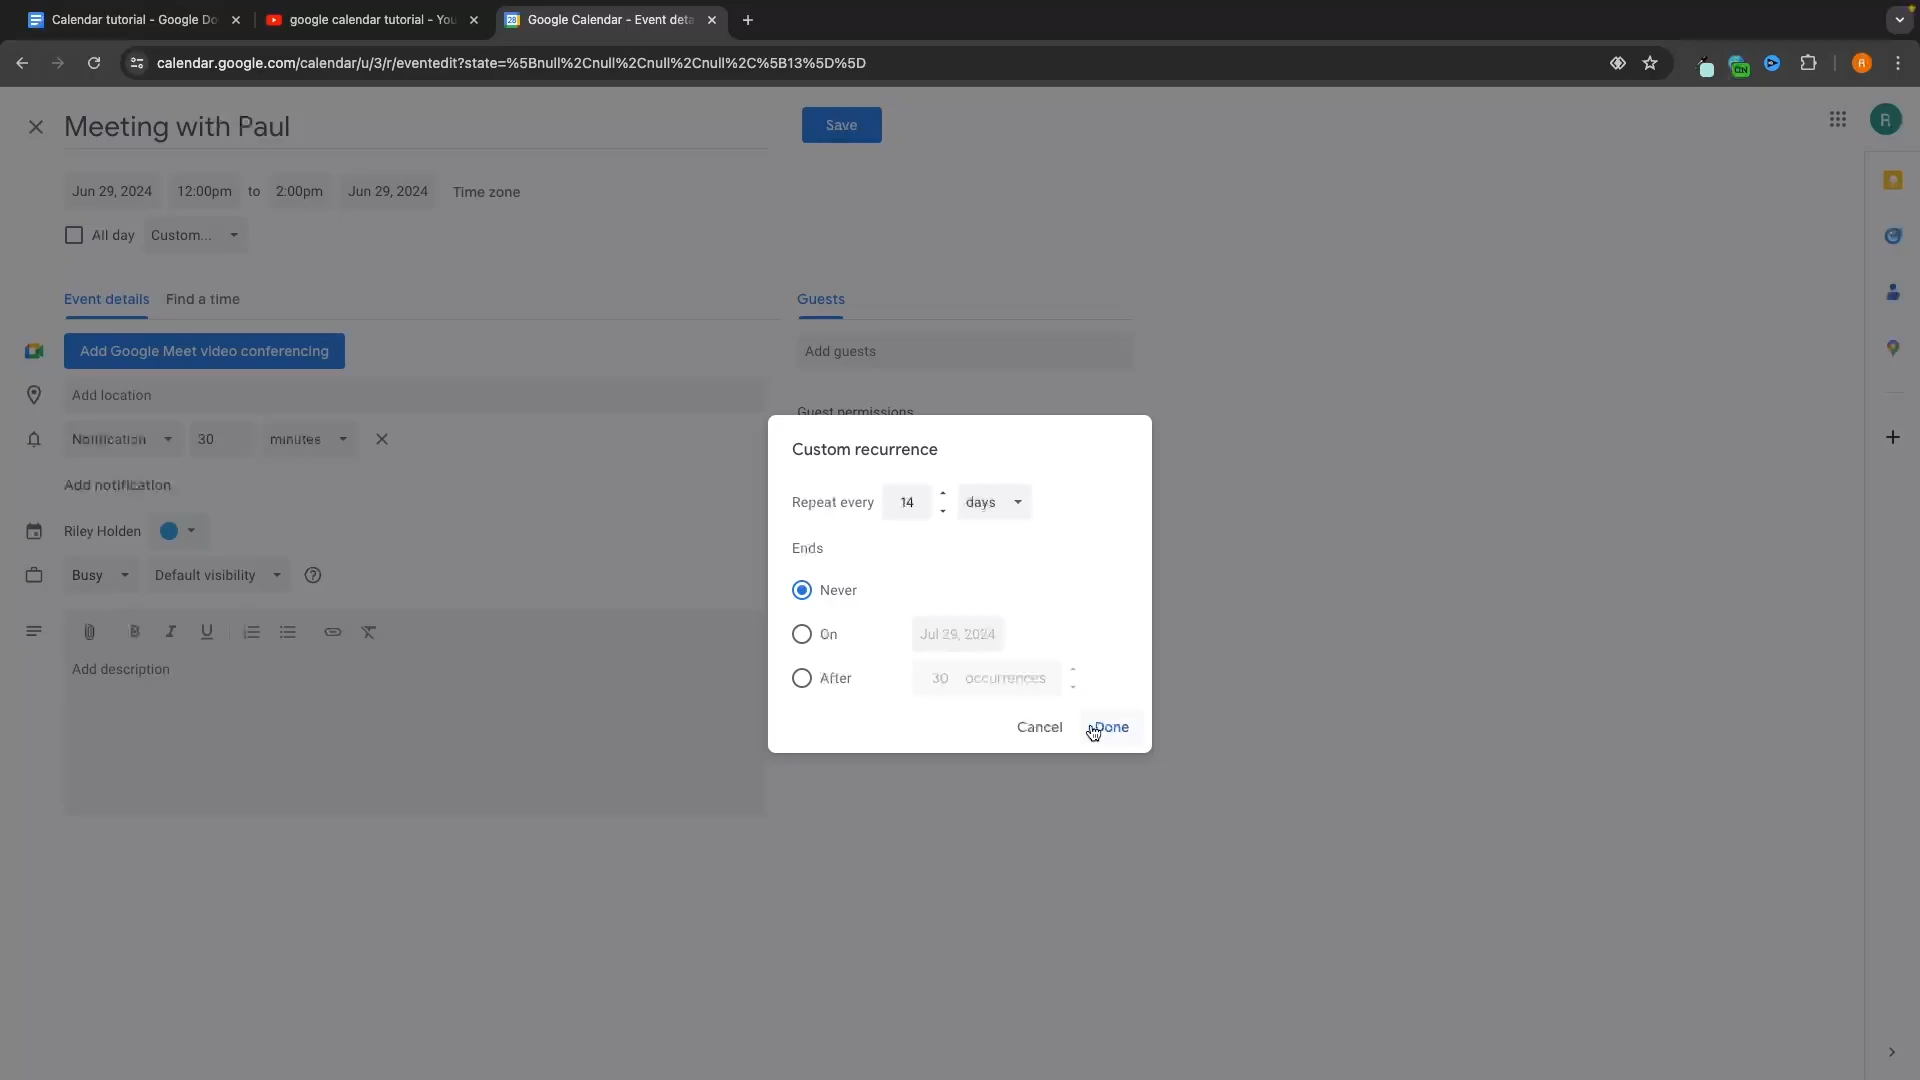 Calendar tutorial - Google Do
google calendar tutorial - You
28 Google Calendar - Event deta
calendar.google.com/calendar/u/3/r/eventedit?state=%5Bnull%2Cnull%2Cnull%2Cnull%2C%5B13%5D%5D
ON
R
Meeting with Paul
Save
R
Jun 29, 2024 12:00pm to 2:00pm Jun 29, 2024 Time zone
All day Custom...
Event details Find a time
Guests
Add Google Meet video conferencing
Add guests
Add location
Guest permissions
Notification 30 minutes
Add notification
Riley Holden
Busy Default visibility
B I U
Add description
Custom recurrence
Repeat every 14 days
Ends
Never
On Jul 29, 2024
After 30 occurrences
Cancel Done